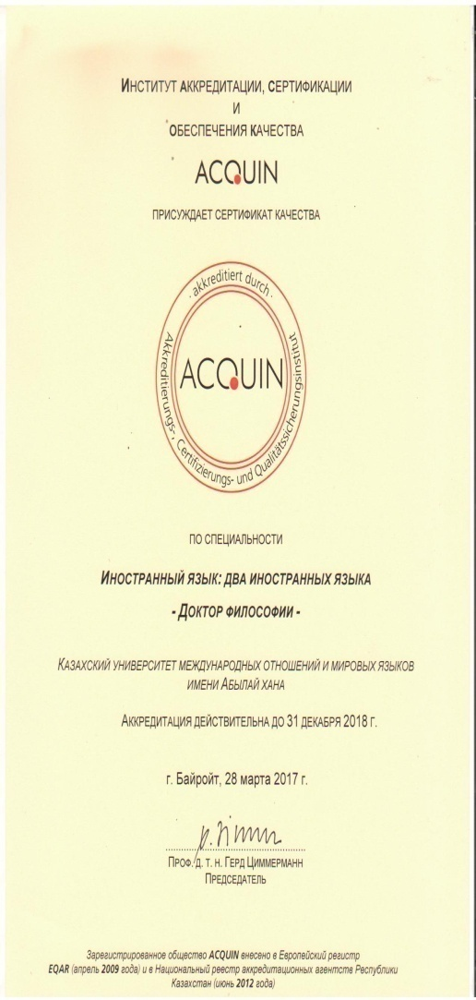 ИНСТИТУТ АККРЕДИТАЦИИ, СЕРТИФИКАЦИИ
И
ОБЕСПЕЧЕНИЯ КАЧЕСТВА
ACQUIN
ПРИСУЖДАЕТ СЕРТИФИКАТ КАЧЕСТВА
· akkreditiert durch ·
Akkreditierungs-, Certifizierungs- und Qualitätssicherungsinstitut
ACQUIN
ПО СПЕЦИАЛЬНОСТИ
ИНОСТРАННЫЙ ЯЗЫК: ДВА ИНОСТРАННЫХ ЯЗЫКА
- ДОКТОР ФИЛОСОФИИ -
КАЗАХСКИЙ УНИВЕРСИТЕТ МЕЖДУНАРОДНЫХ ОТНОШЕНИЙ И МИРОВЫХ ЯЗЫКОВ
ИМЕНИ АБЫЛАЙ ХАНА
АККРЕДИТАЦИЯ ДЕЙСТВИТЕЛЬНА ДО 31 ДЕКАБРЯ 2018 Г.
г. Байройт, 28 марта 2017 г.
ПРОФ. Д. Т. Н. ГЕРД ЦИММЕРМАНН
ПРЕДСЕДАТЕЛЬ
Зарегистрированное общество ACQUIN внесено в Европейский регистр
EQAR (апрель 2009 года) и в Национальный реестр аккредитационных агентств Республики
Казахстан (июнь 2012 года)